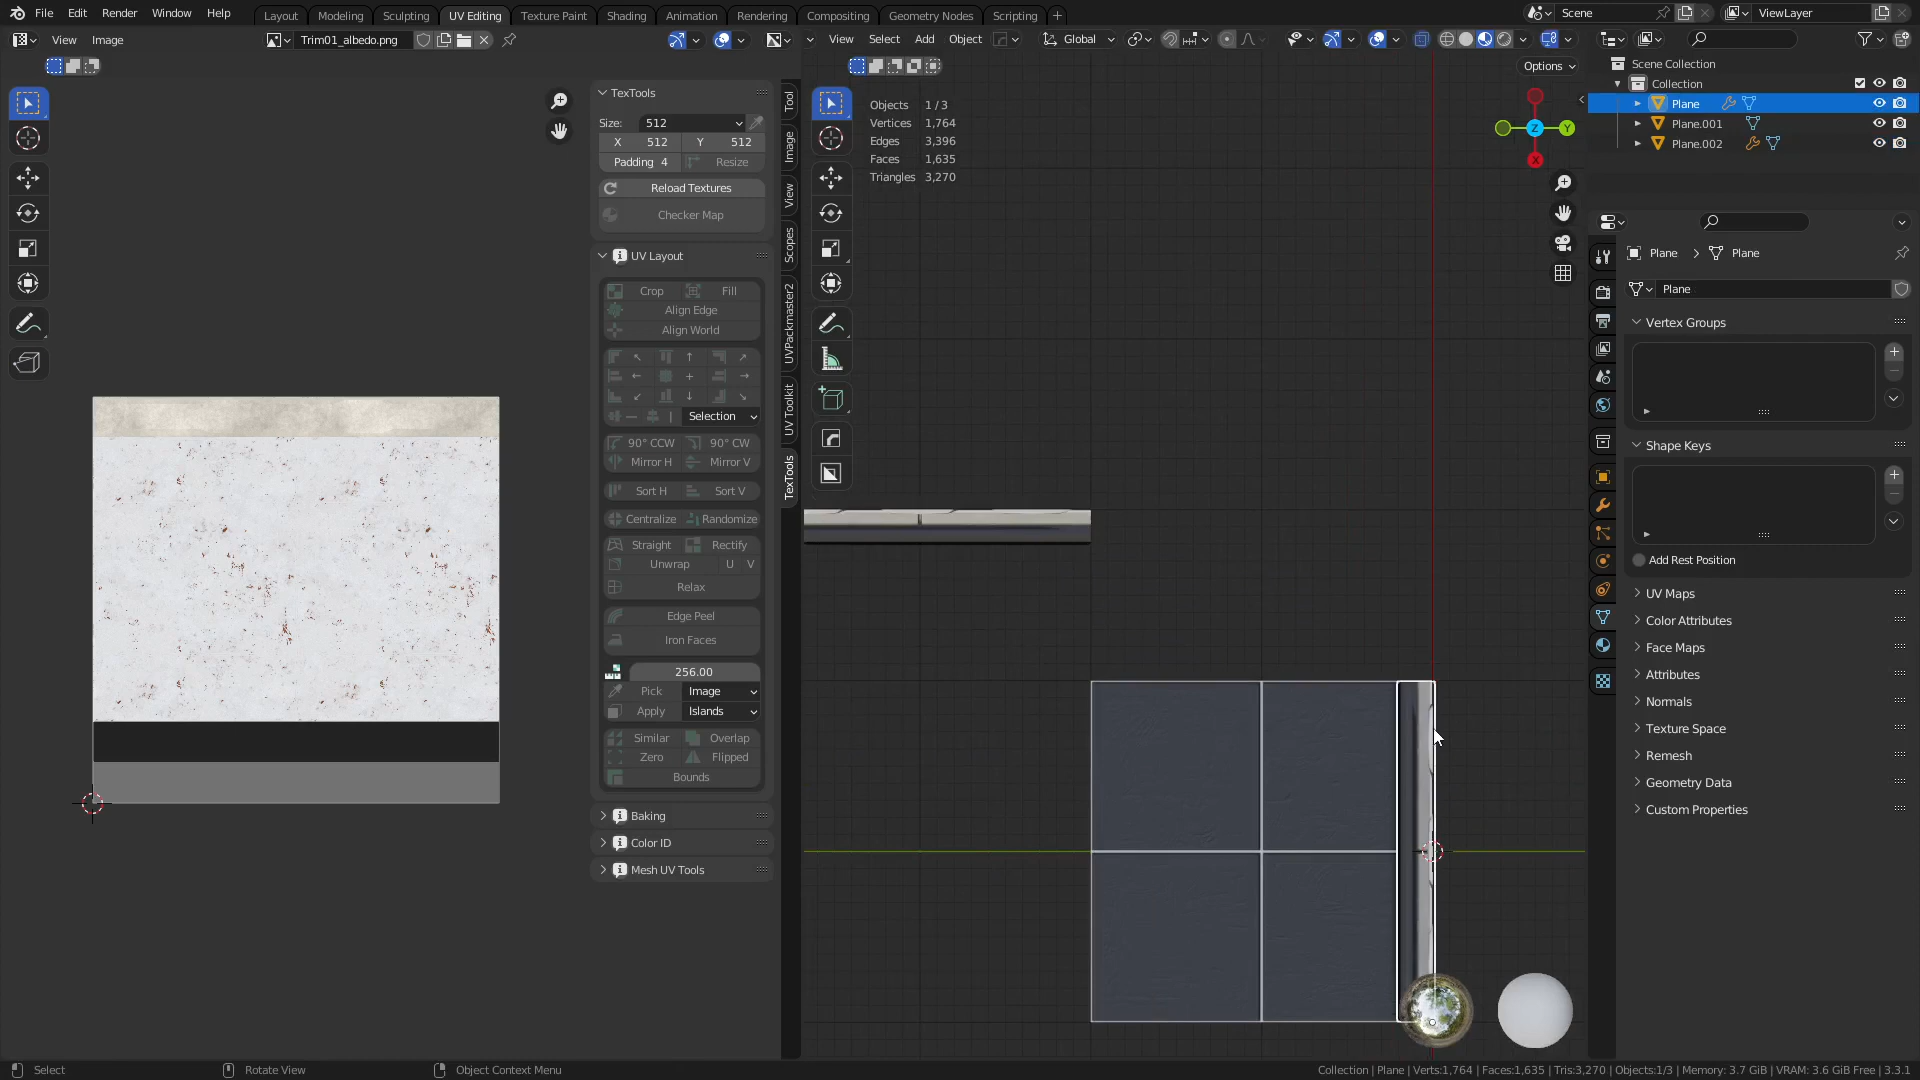 File Edit Render Window Help Layout Modeling Sculpting UV Editing Texture Paint Shading Animation Rendering Compositing Geometry Nodes Scripting + Scene ViewLayer
View Image Trim01_albedo.png View Select Add Object Global
Options
Scene Collection
Collection
Plane
Plane.001
Plane.002
TexTools
Size: 512
X 512 Y 512
Padding 4 Resize
Reload Textures
Checker Map
UV Layout
Crop Fill
Align Edge
Align World
Selection
90° CCW 90° CW
Mirror H Mirror V
Sort H Sort V
Centralize Randomize
Straight Rectify
Unwrap U V
Relax
Edge Peel
Iron Faces
256.00
Pick Image
Apply Islands
Similar Overlap
Zero Flipped
Bounds
Baking
Color ID
Mesh UV Tools
Tool
Image
View
Scopes
UVPackmaster2
UV Toolkit
TexTools
Objects 1 / 3
Vertices 1,764
Edges 3,396
Faces 1,635
Triangles 3,270
Z
Y
X
Plane > Plane
Plane
Vertex Groups
Shape Keys
Add Rest Position
UV Maps
Color Attributes
Face Maps
Attributes
Normals
Texture Space
Remesh
Geometry Data
Custom Properties
Select Rotate View Object Context Menu Collection | Plane | Verts:1,764 | Faces:1,635 | Tris:3,270 | Objects:1/3 | Memory: 3.7 GiB | VRAM: 3.6 GiB Free | 3.3.1